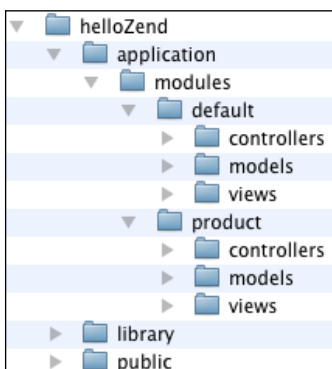 helloZend
application
modules
default
controllers
models
views
product
controllers
models
views
library
public